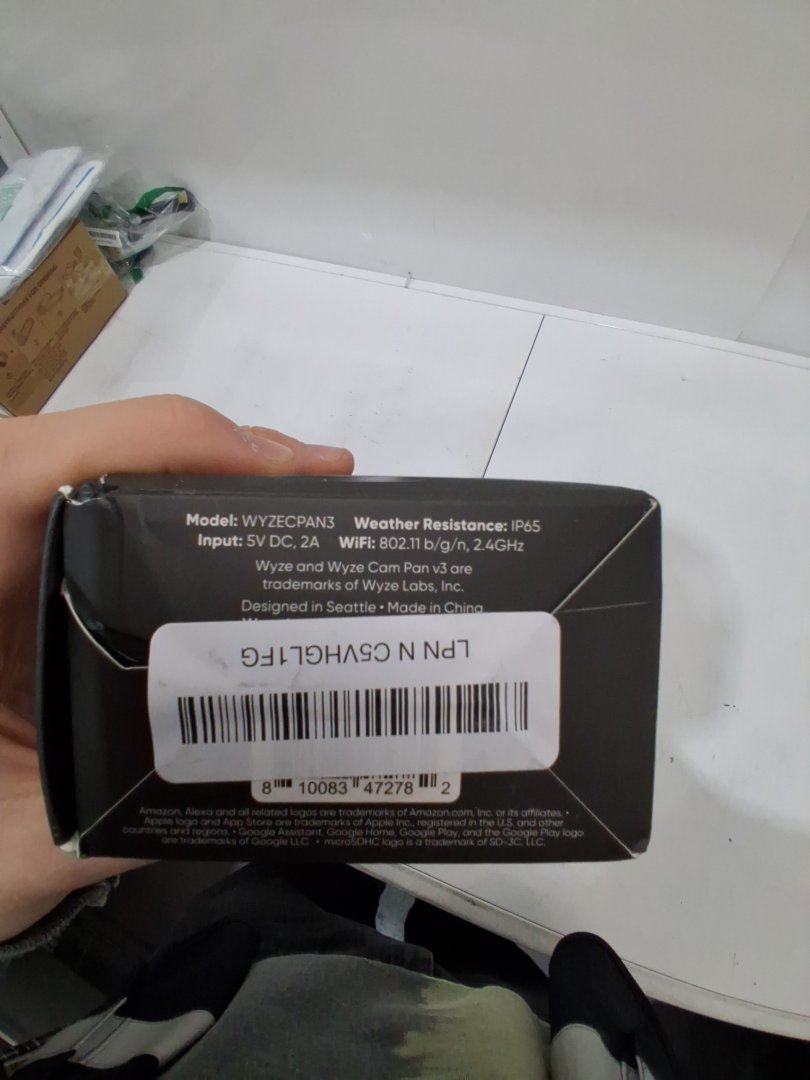 Model: WYZECPAN3 Weather Resistance: IP65
Input: 5V DC, 2A WiFi: 802.11 b/g/n, 2.4GHz
Wyze and Wyze Cam Pan v3 are
trademarks of Wyze Labs, Inc.
Designed in Seattle • Made in China
LPN N C5VHGL1FG
8 10083 47278 2
Amazon, Alexa and all related logos are trademarks of Amazon.com, Inc. or its affiliates. •
Apple logo and App Store are trademarks of Apple Inc., registered in the U.S. and other
countries and regions. • Google Assistant, Google Home, Google Play, and the Google Play logo
are trademarks of Google LLC • microSDHC logo is a trademark of SD-3C, LLC.